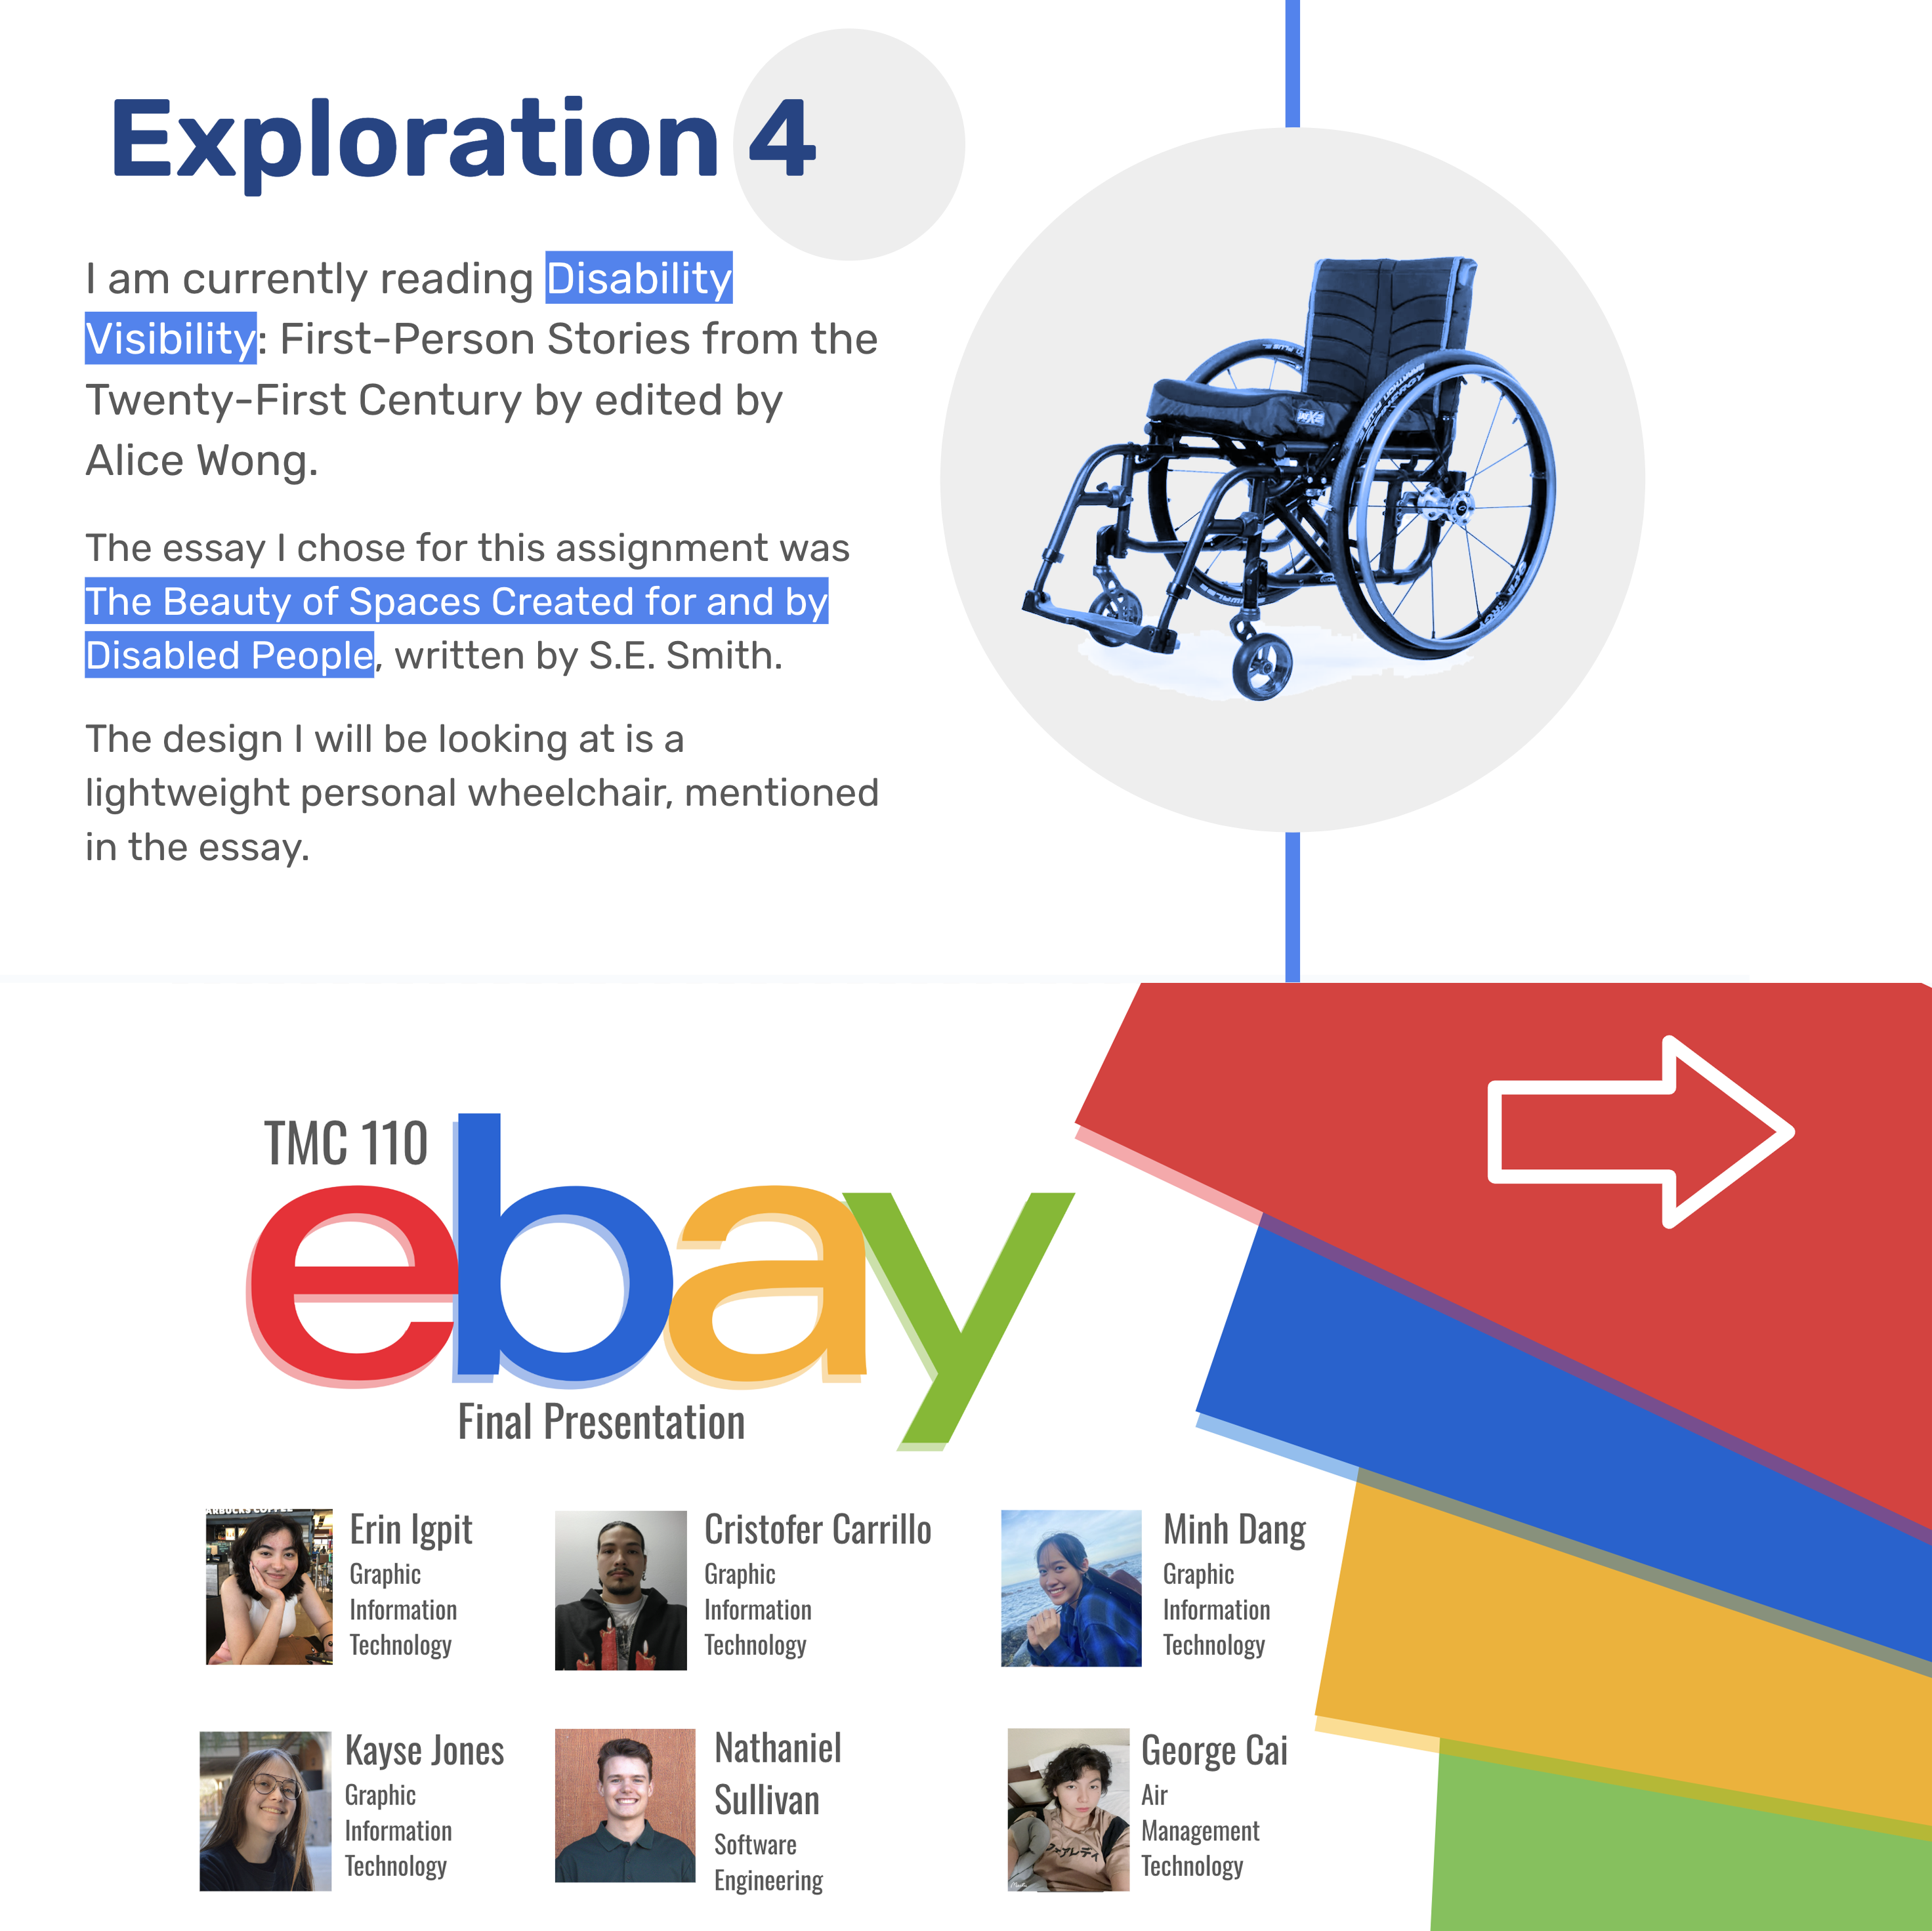 Exploration 4
I am currently reading Disability
Visibility: First-Person Stories from the
Twenty-First Century by edited by
Alice Wong.
The essay I chose for this assignment was
The Beauty of Spaces Created for and by
Disabled People, written by S.E. Smith.
The design I will be looking at is a
lightweight personal wheelchair, mentioned
in the essay.
TMC 110
ebay
Final Presentation
Erin Igpit
Graphic
Information
Technology
Cristofer Carrillo
Graphic
Information
Technology
Minh Dang
Graphic
Information
Technology
Kayse Jones
Graphic
Information
Technology
Nathaniel
Sullivan
Software
Engineering
George Cai
Air
Management
Technology